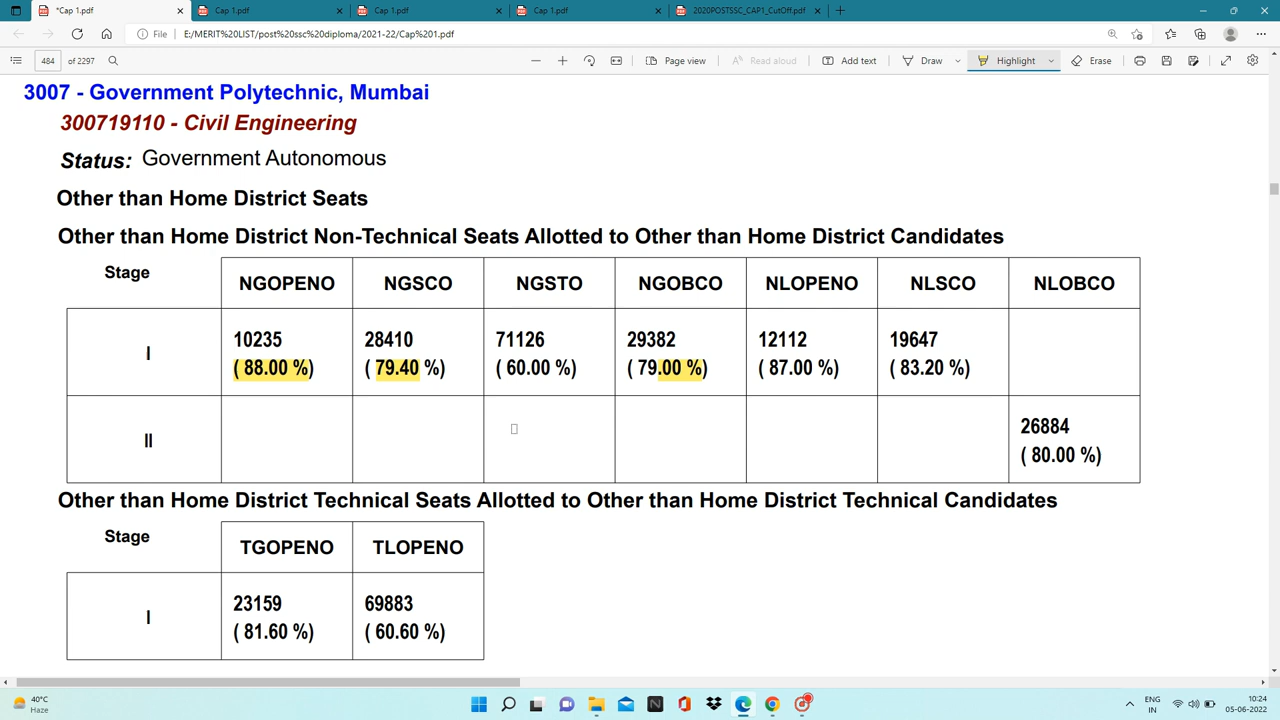 *Cap 1.pdf
Cap 1.pdf
Cap 1.pdf
Cap 1.pdf
2020POSTSSC_CAP1_CutOff.pdf
File
E:/MERIT%20LIST/post%20ssc%20diploma/2021-22/Cap%201.pdf
484 of 2297
Page view
Read aloud
Add text
Draw
Highlight
Erase
3007 - Government Polytechnic, Mumbai
300719110 - Civil Engineering
Status: Government Autonomous
Other than Home District Seats
Other than Home District Non-Technical Seats Allotted to Other than Home District Candidates
Stage NGOPENO NGSCO NGSTO NGOBCO NLOPENO NLSCO NLOBCO
I 10235 28410 71126 29382 12112 19647
( 88.00 %) ( 79.40 %) ( 60.00 %) ( 79.00 %) ( 87.00 %) ( 83.20 %)
II 26884
( 80.00 %)
Other than Home District Technical Seats Allotted to Other than Home District Technical Candidates
Stage TGOPENO TLOPENO
I 23159 69883
( 81.60 %) ( 60.60 %)
40°C
Haze
ENG
IN
10:24
05-06-2022